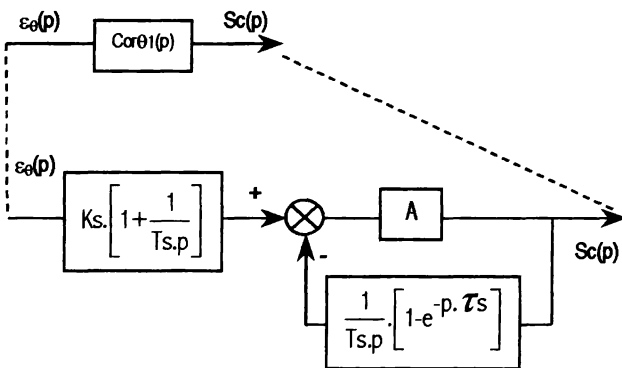 εθ(p) Corθ1(p) Sc(p)
εθ(p)
Ks.[1+1/Ts.p] + - A Sc(p)
1/Ts.p.[1-e^-p.τs]